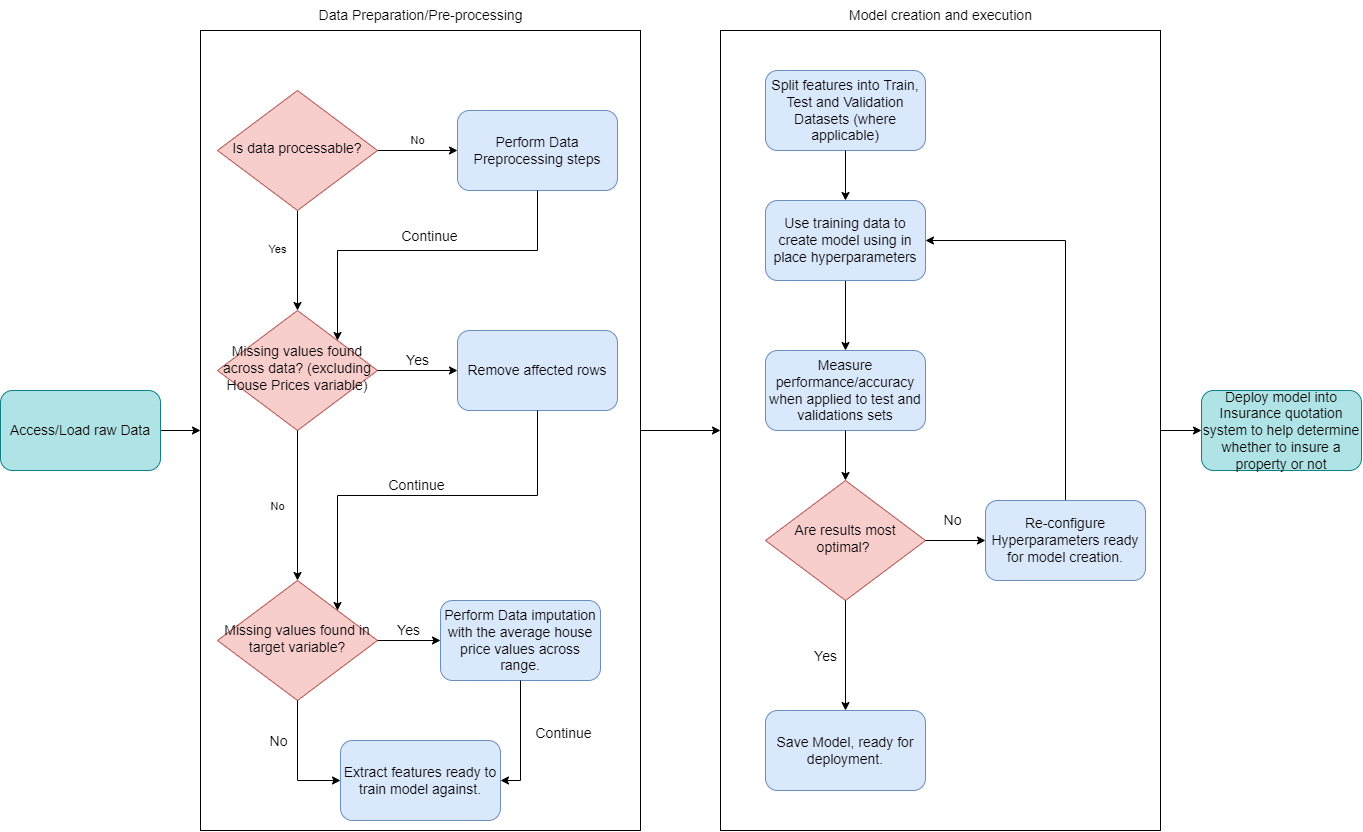 Data Preparation/Pre-processing
Model creation and execution
Access/Load raw Data
Is data processable?
No
Perform Data
Preprocessing steps
Yes
Continue
Missing values found
across data? (excluding
House Prices variable)
Yes
Remove affected rows
No
Continue
Missing values found in
target variable?
Yes
Perform Data imputation
with the average house
price values across
range.
No
Continue
Extract features ready to
train model against.
Split features into Train,
Test and Validation
Datasets (where
applicable)
Use training data to
create model using in
place hyperparameters
Measure
performance/accuracy
when applied to test and
validations sets
Are results most
optimal?
No
Re-configure
Hyperparameters ready
for model creation.
Yes
Save Model, ready for
deployment.
Deploy model into
Insurance quotation
system to help determine
whether to insure a
property or not